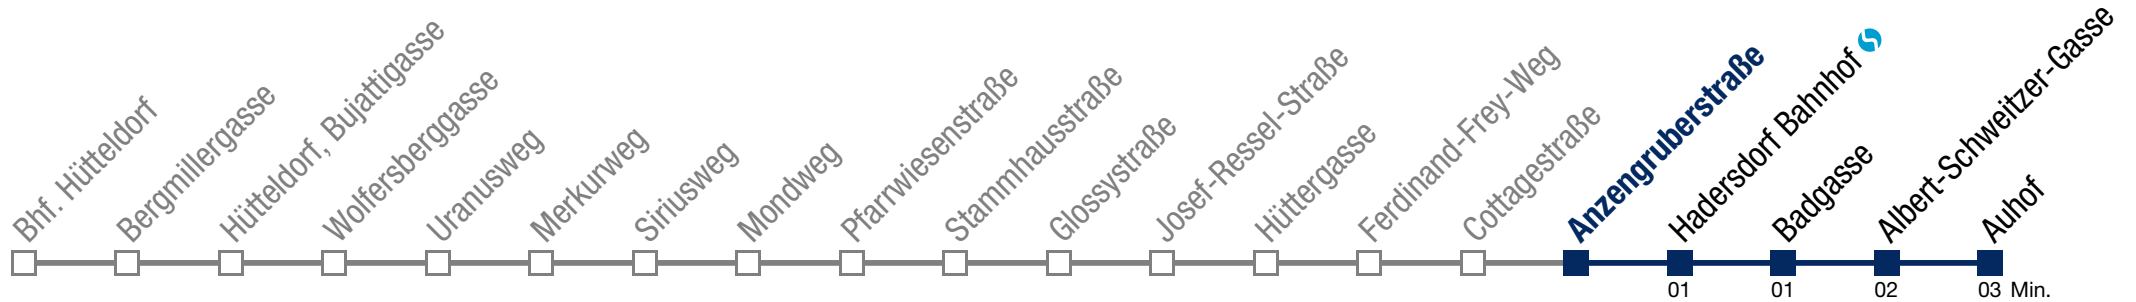 Bhf. Hütteldorf
Bergmillergasse
Hütteldorf, Bujattigasse
Wolfersberggasse
Uranusweg
Merkurweg
Siriusweg
Mondweg
Pfarrwiesenstraße
Stammhausstraße
Glossystraße
Josef-Ressel-Straße
Hüttergasse
Ferdinand-Frey-Weg
Cottagestraße
Anzengruberstraße
Hadersdorf Bahnhof
Badgasse
Albert-Schweitzer-Gasse
Auhof
01 01 02 03 Min.